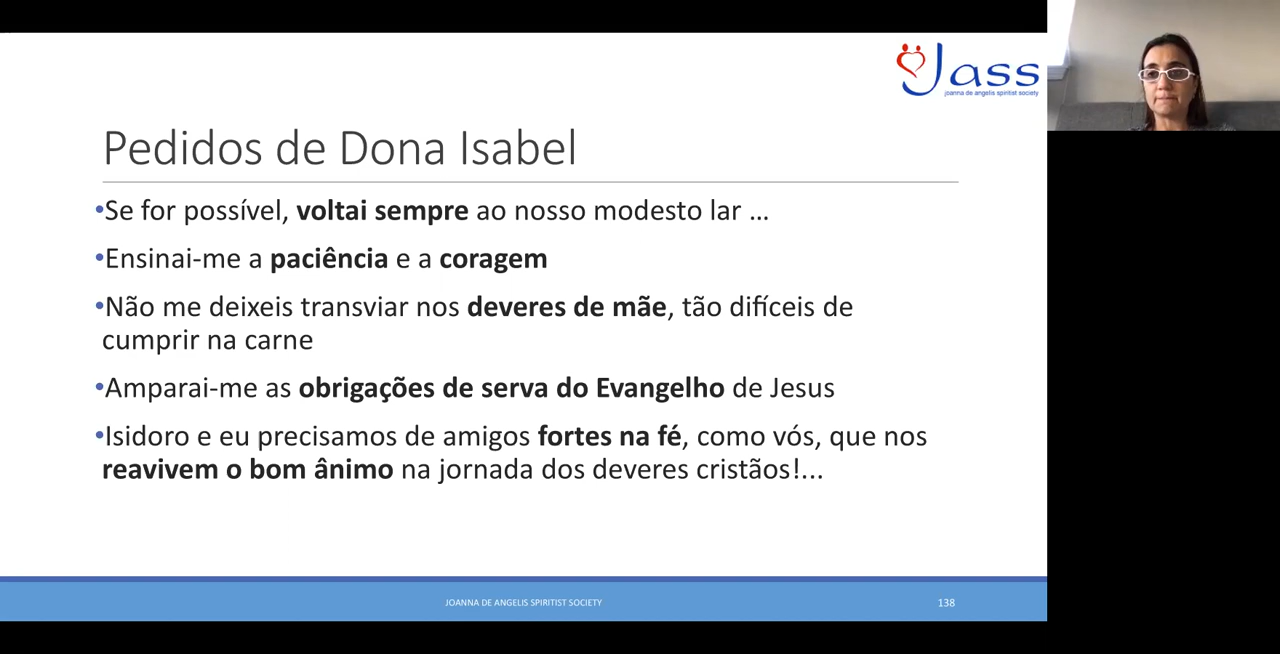 Jass
joanna de angelis spiritist society
Pedidos de Dona Isabel
•Se for possível, voltai sempre ao nosso modesto lar ...
•Ensinai-me a paciência e a coragem
•Não me deixeis transviar nos deveres de mãe, tão difíceis de
cumprir na carne
•Amparai-me as obrigações de serva do Evangelho de Jesus
•Isidoro e eu precisamos de amigos fortes na fé, como vós, que nos
reavivem o bom ânimo na jornada dos deveres cristãos!...
JOANNA DE ANGELIS SPIRITIST SOCIETY
138